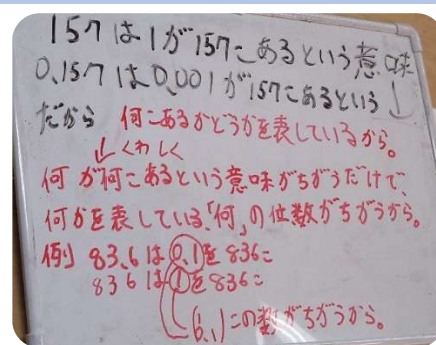 157は1が157こあるという意味
0.157は0.001が157こあるという
だから 何こあるかどうかを表しているから。
くわしく
何が何こあるという意味がちがうだけで、
何かを表している、「何」の位数がちがうから。
例 83.6は0.1を836こ
836は1を836こ
この数がちがうから。